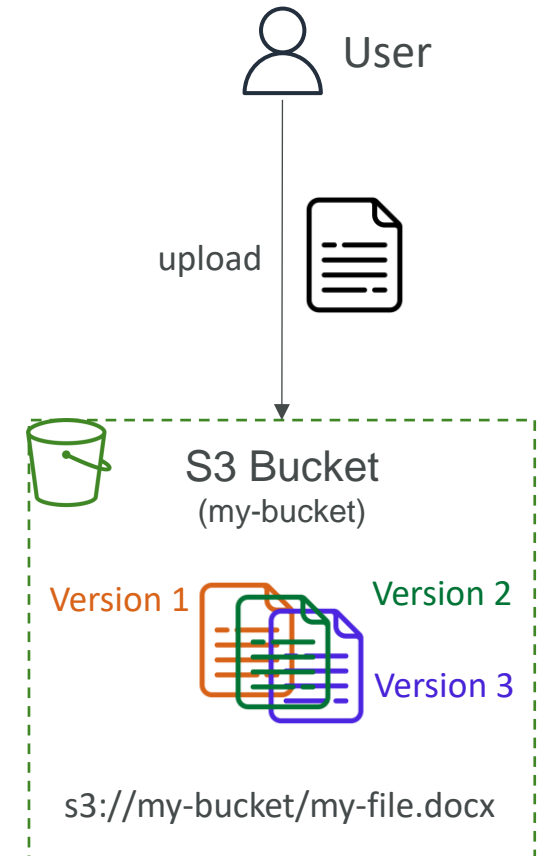 User
upload
S3 Bucket
(my-bucket)
Version 1
Version 2
Version 3
s3://my-bucket/my-file.docx